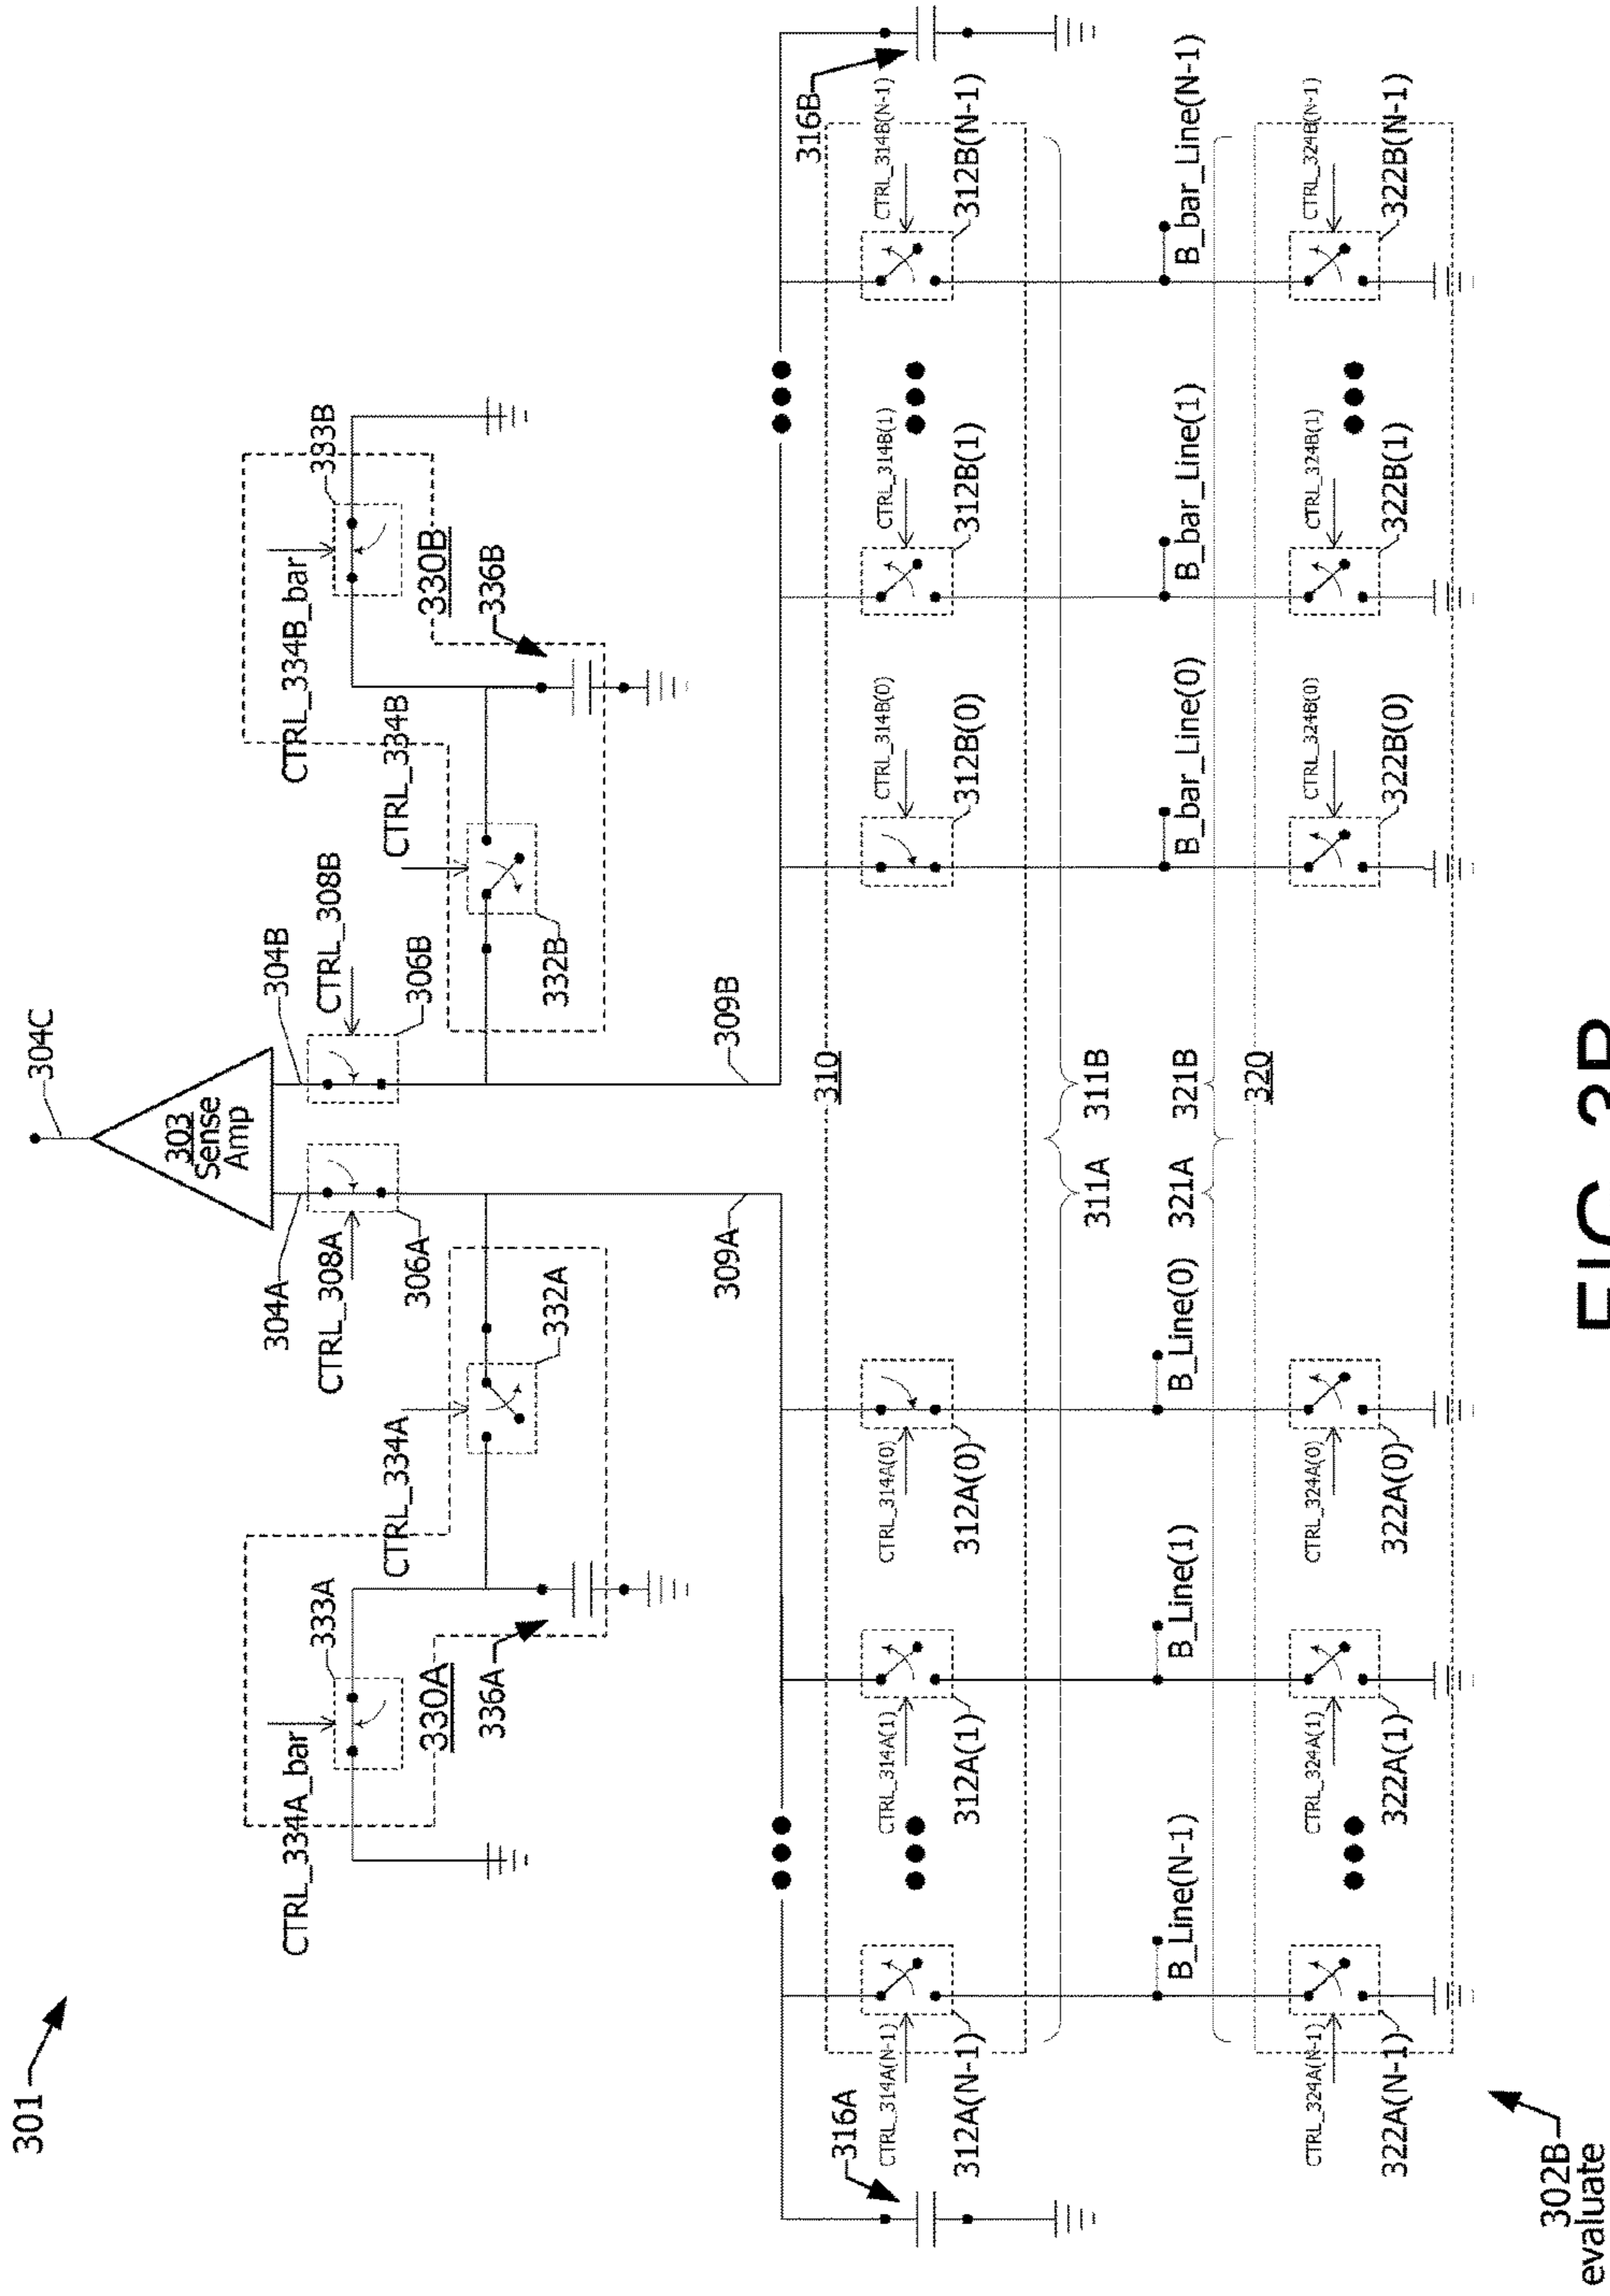 301
304C
303
Sense
Amp
304A
304B
CTRL_308A
CTRL_308B
306A
306B
CTRL_334A_bar
333A
CTRL_334A
330A
336A
332A
CTRL_334B_bar
333B
CTRL_334B
330B
336B
332B
309A
309B
316A
310
316B
CTRL_314A(N-1)
CTRL_314A(1)
CTRL_314A(0)
CTRL_314B(0)
CTRL_314B(1)
CTRL_314B(N-1)
312A(N-1)
312A(1)
312A(0)
312B(0)
312B(1)
312B(N-1)
311A
311B
B_Line(N-1)
B_Line(1)
B_Line(0)
321A
321B
B_bar_Line(0)
B_bar_Line(1)
B_bar_Line(N-1)
320
CTRL_324A(N-1)
CTRL_324A(1)
CTRL_324A(0)
CTRL_324B(0)
CTRL_324B(1)
CTRL_324B(N-1)
322A(N-1)
322A(1)
322A(0)
322B(0)
322B(1)
322B(N-1)
302B
evaluate